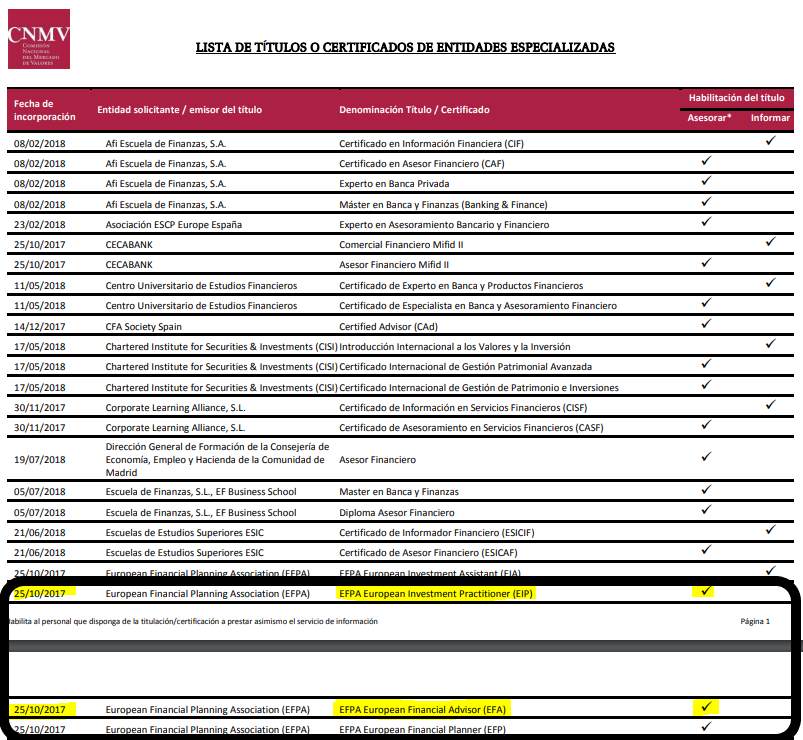 CNMV
COMISIÓN
NACIONAL
DEL MERCADO
DE VALORES
LISTA DE TÍTULOS O CERTIFICADOS DE ENTIDADES ESPECIALIZADAS
Fecha de incorporación Entidad solicitante / emisor del título Denominación Título / Certificado Habilitación del título
Asesorar* Informar
08/02/2018 Afi Escuela de Finanzas, S.A. Certificado en Información Financiera (CIF) ✓
08/02/2018 Afi Escuela de Finanzas, S.A. Certificado en Asesor Financiero (CAF) ✓
08/02/2018 Afi Escuela de Finanzas, S.A. Experto en Banca Privada ✓
08/02/2018 Afi Escuela de Finanzas, S.A. Máster en Banca y Finanzas (Banking & Finance) ✓
23/02/2018 Asociación ESCP Europe España Experto en Asesoramiento Bancario y Financiero ✓
25/10/2017 CECABANK Comercial Financiero Mifid II ✓
25/10/2017 CECABANK Asesor Financiero Mifid II ✓
11/05/2018 Centro Universitario de Estudios Financieros Certificado de Experto en Banca y Productos Financieros ✓
11/05/2018 Centro Universitario de Estudios Financieros Certificado de Especialista en Banca y Asesoramiento Financiero ✓
14/12/2017 CFA Society Spain Certified Advisor (CAd) ✓
17/05/2018 Chartered Institute for Securities & Investments (CISI) Introducción Internacional a los Valores y la Inversión ✓
17/05/2018 Chartered Institute for Securities & Investments (CISI) Certificado Internacional de Gestión Patrimonial Avanzada ✓
17/05/2018 Chartered Institute for Securities & Investments (CISI) Certificado Internacional de Gestión de Patrimonio e Inversiones ✓
30/11/2017 Corporate Learning Alliance, S.L. Certificado de Información en Servicios Financieros (CISF) ✓
30/11/2017 Corporate Learning Alliance, S.L. Certificado de Asesoramiento en Servicios Financieros (CASF) ✓
Dirección General de Formación de la Consejería de
19/07/2018 Economía, Empleo y Hacienda de la Comunidad de Asesor Financiero ✓
Madrid
05/07/2018 Escuela de Finanzas, S.L., EF Business School Master en Banca y Finanzas ✓
05/07/2018 Escuela de Finanzas, S.L., EF Business School Diploma Asesor Financiero ✓
21/06/2018 Escuelas de Estudios Superiores ESIC Certificado de Informador Financiero (ESICIF) ✓
21/06/2018 Escuelas de Estudios Superiores ESIC Certificado de Asesor Financiero (ESICAF) ✓
25/10/2017 European Financial Planning Association (EFPA) EFPA European Investment Assistant (EIA) ✓
25/10/2017 European Financial Planning Association (EFPA) EFPA European Investment Practitioner (EIP) ✓
abilita al personal que disponga de la titulación/certificación a prestar asimismo el servicio de información Página 1
25/10/2017 European Financial Planning Association (EFPA) EFPA European Financial Advisor (EFA) ✓
25/10/2017 European Financial Planning Association (EFPA) EFPA European Financial Planner (EFP) ✓